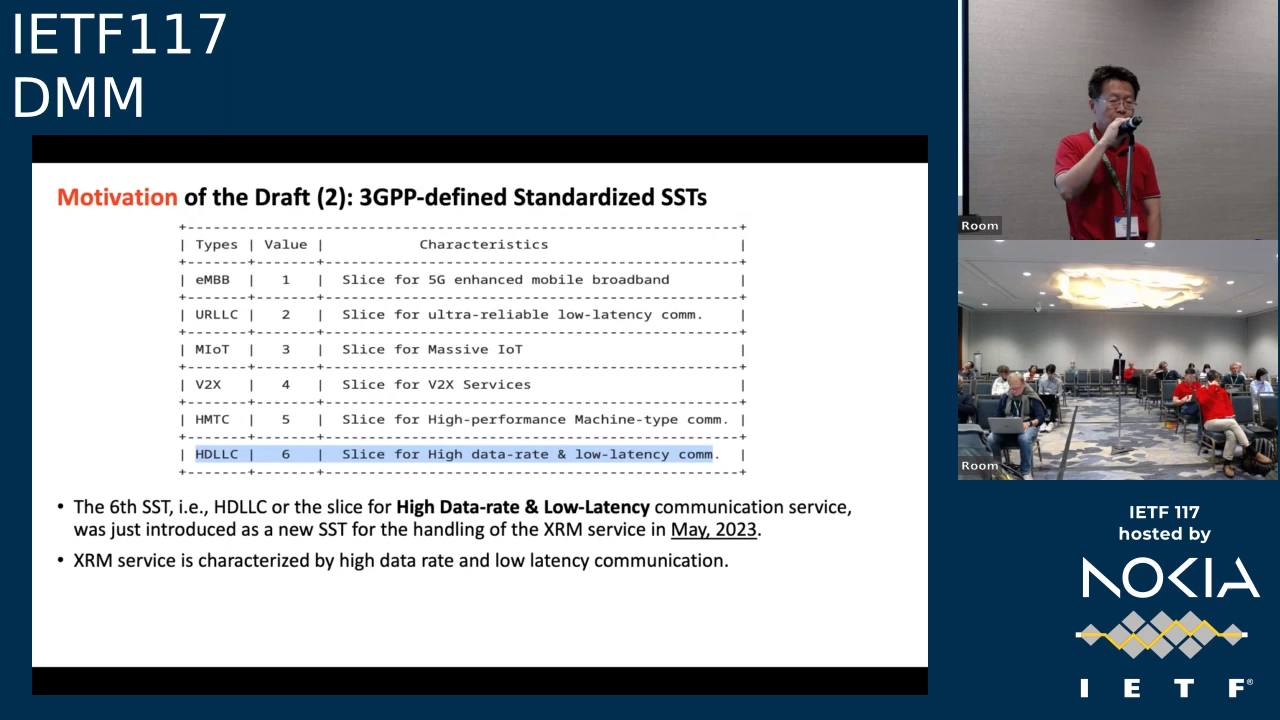 IETF117
DMM
Motivation of the Draft (2): 3GPP-defined Standardized SSTs
+-------+-------+-------------------------------------------------+
| Types | Value | Characteristics |
+-------+-------+-------------------------------------------------+
| eMBB | 1 | Slice for 5G enhanced mobile broadband |
+-------+-------+-------------------------------------------------+
| URLLC | 2 | Slice for ultra-reliable low-latency comm. |
+-------+-------+-------------------------------------------------+
| MIoT | 3 | Slice for Massive IoT |
+-------+-------+-------------------------------------------------+
| V2X | 4 | Slice for V2X Services |
+-------+-------+-------------------------------------------------+
| HMTC | 5 | Slice for High-performance Machine-type comm. |
+-------+-------+-------------------------------------------------+
| HDLLC | 6 | Slice for High data-rate & low-latency comm. |
+-------+-------+-------------------------------------------------+
• The 6th SST, i.e., HDLLC or the slice for High Data-rate & Low-Latency communication service,
was just introduced as a new SST for the handling of the XRM service in May, 2023.
• XRM service is characterized by high data rate and low latency communication.
Room
Room
IETF 117
hosted by
NOKIA
I E T F®